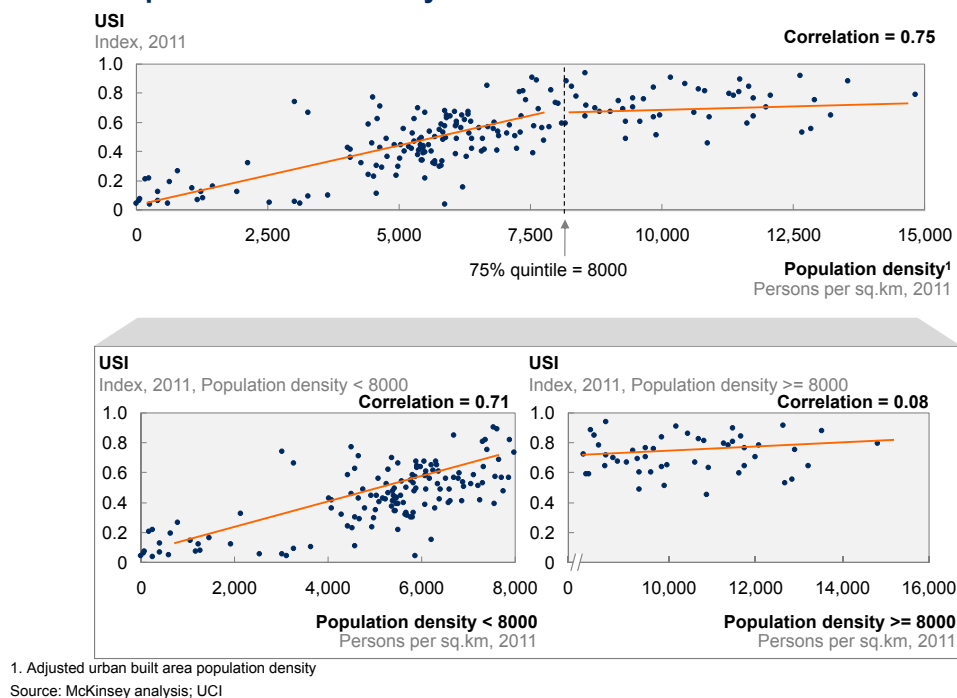 USI
Index, 2011
Correlation = 0.75
1.0
0.8
0.6
0.4
0.2
0
0 2,500 5,000 7,500 10,000 12,500 15,000
75% quintile = 8000
Population density1
Persons per sq.km, 2011
USI
Index, 2011, Population density < 8000
Correlation = 0.71
1.0
0.8
0.6
0.4
0.2
0
0 2,000 4,000 6,000 8,000
Population density < 8000
Persons per sq.km, 2011
USI
Index, 2011, Population density >= 8000
Correlation = 0.08
1.0
0.8
0.6
0.4
0.2
0
0 10,000 12,000 14,000 16,000
Population density >= 8000
Persons per sq.km, 2011
1. Adjusted urban built area population density
Source: McKinsey analysis; UCI